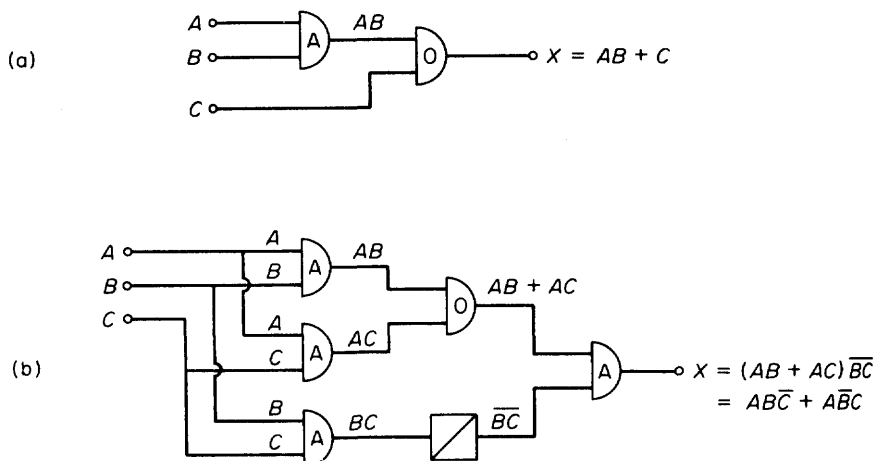 (a)
A
B
C
A
AB
O
X = AB + C
(b)
A
B
C
A
B
A
AB
A
C
A
AC
O
AB + AC
B
C
A
BC
B̅C̅
A
X = (AB + AC) B̅C̅
= ABC̅ + AB̅C